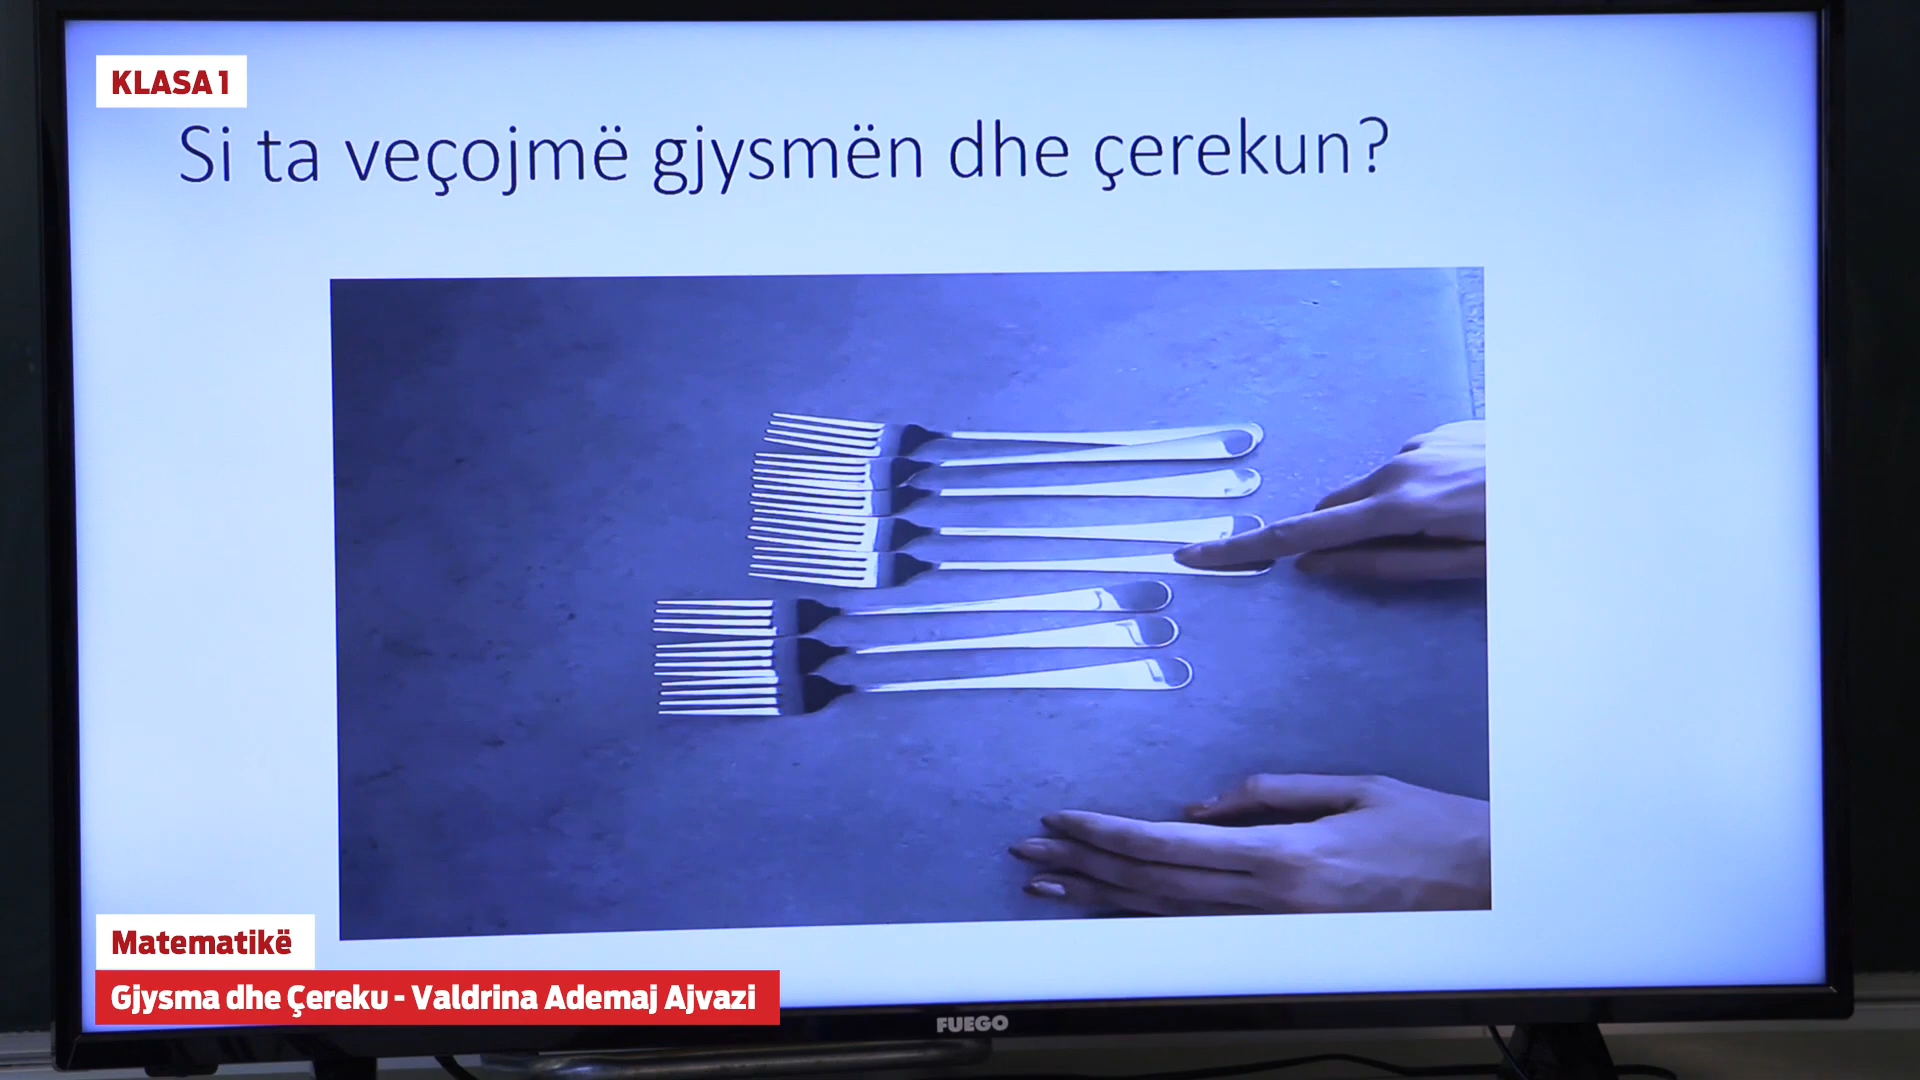 KLASA 1
Si ta veçojmë gjysmën dhe çerekun?
Matematikë
Gjysma dhe Çereku - Valdrina Ademaj Ajvazi
FUEGO